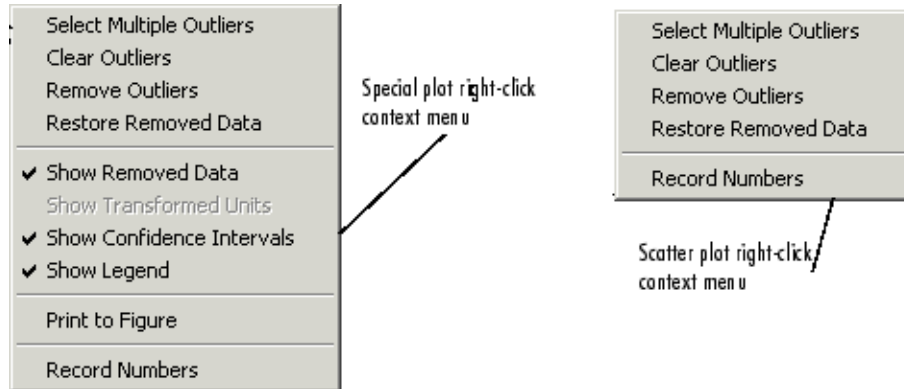 Select Multiple Outliers
Clear Outliers
Remove Outliers
Restore Removed Data
Show Removed Data
Show Transformed Units
Show Confidence Intervals
Show Legend
Print to Figure
Record Numbers
Special plot right-click
context menu
Select Multiple Outliers
Clear Outliers
Remove Outliers
Restore Removed Data
Record Numbers
Scatter plot right-click
context menu